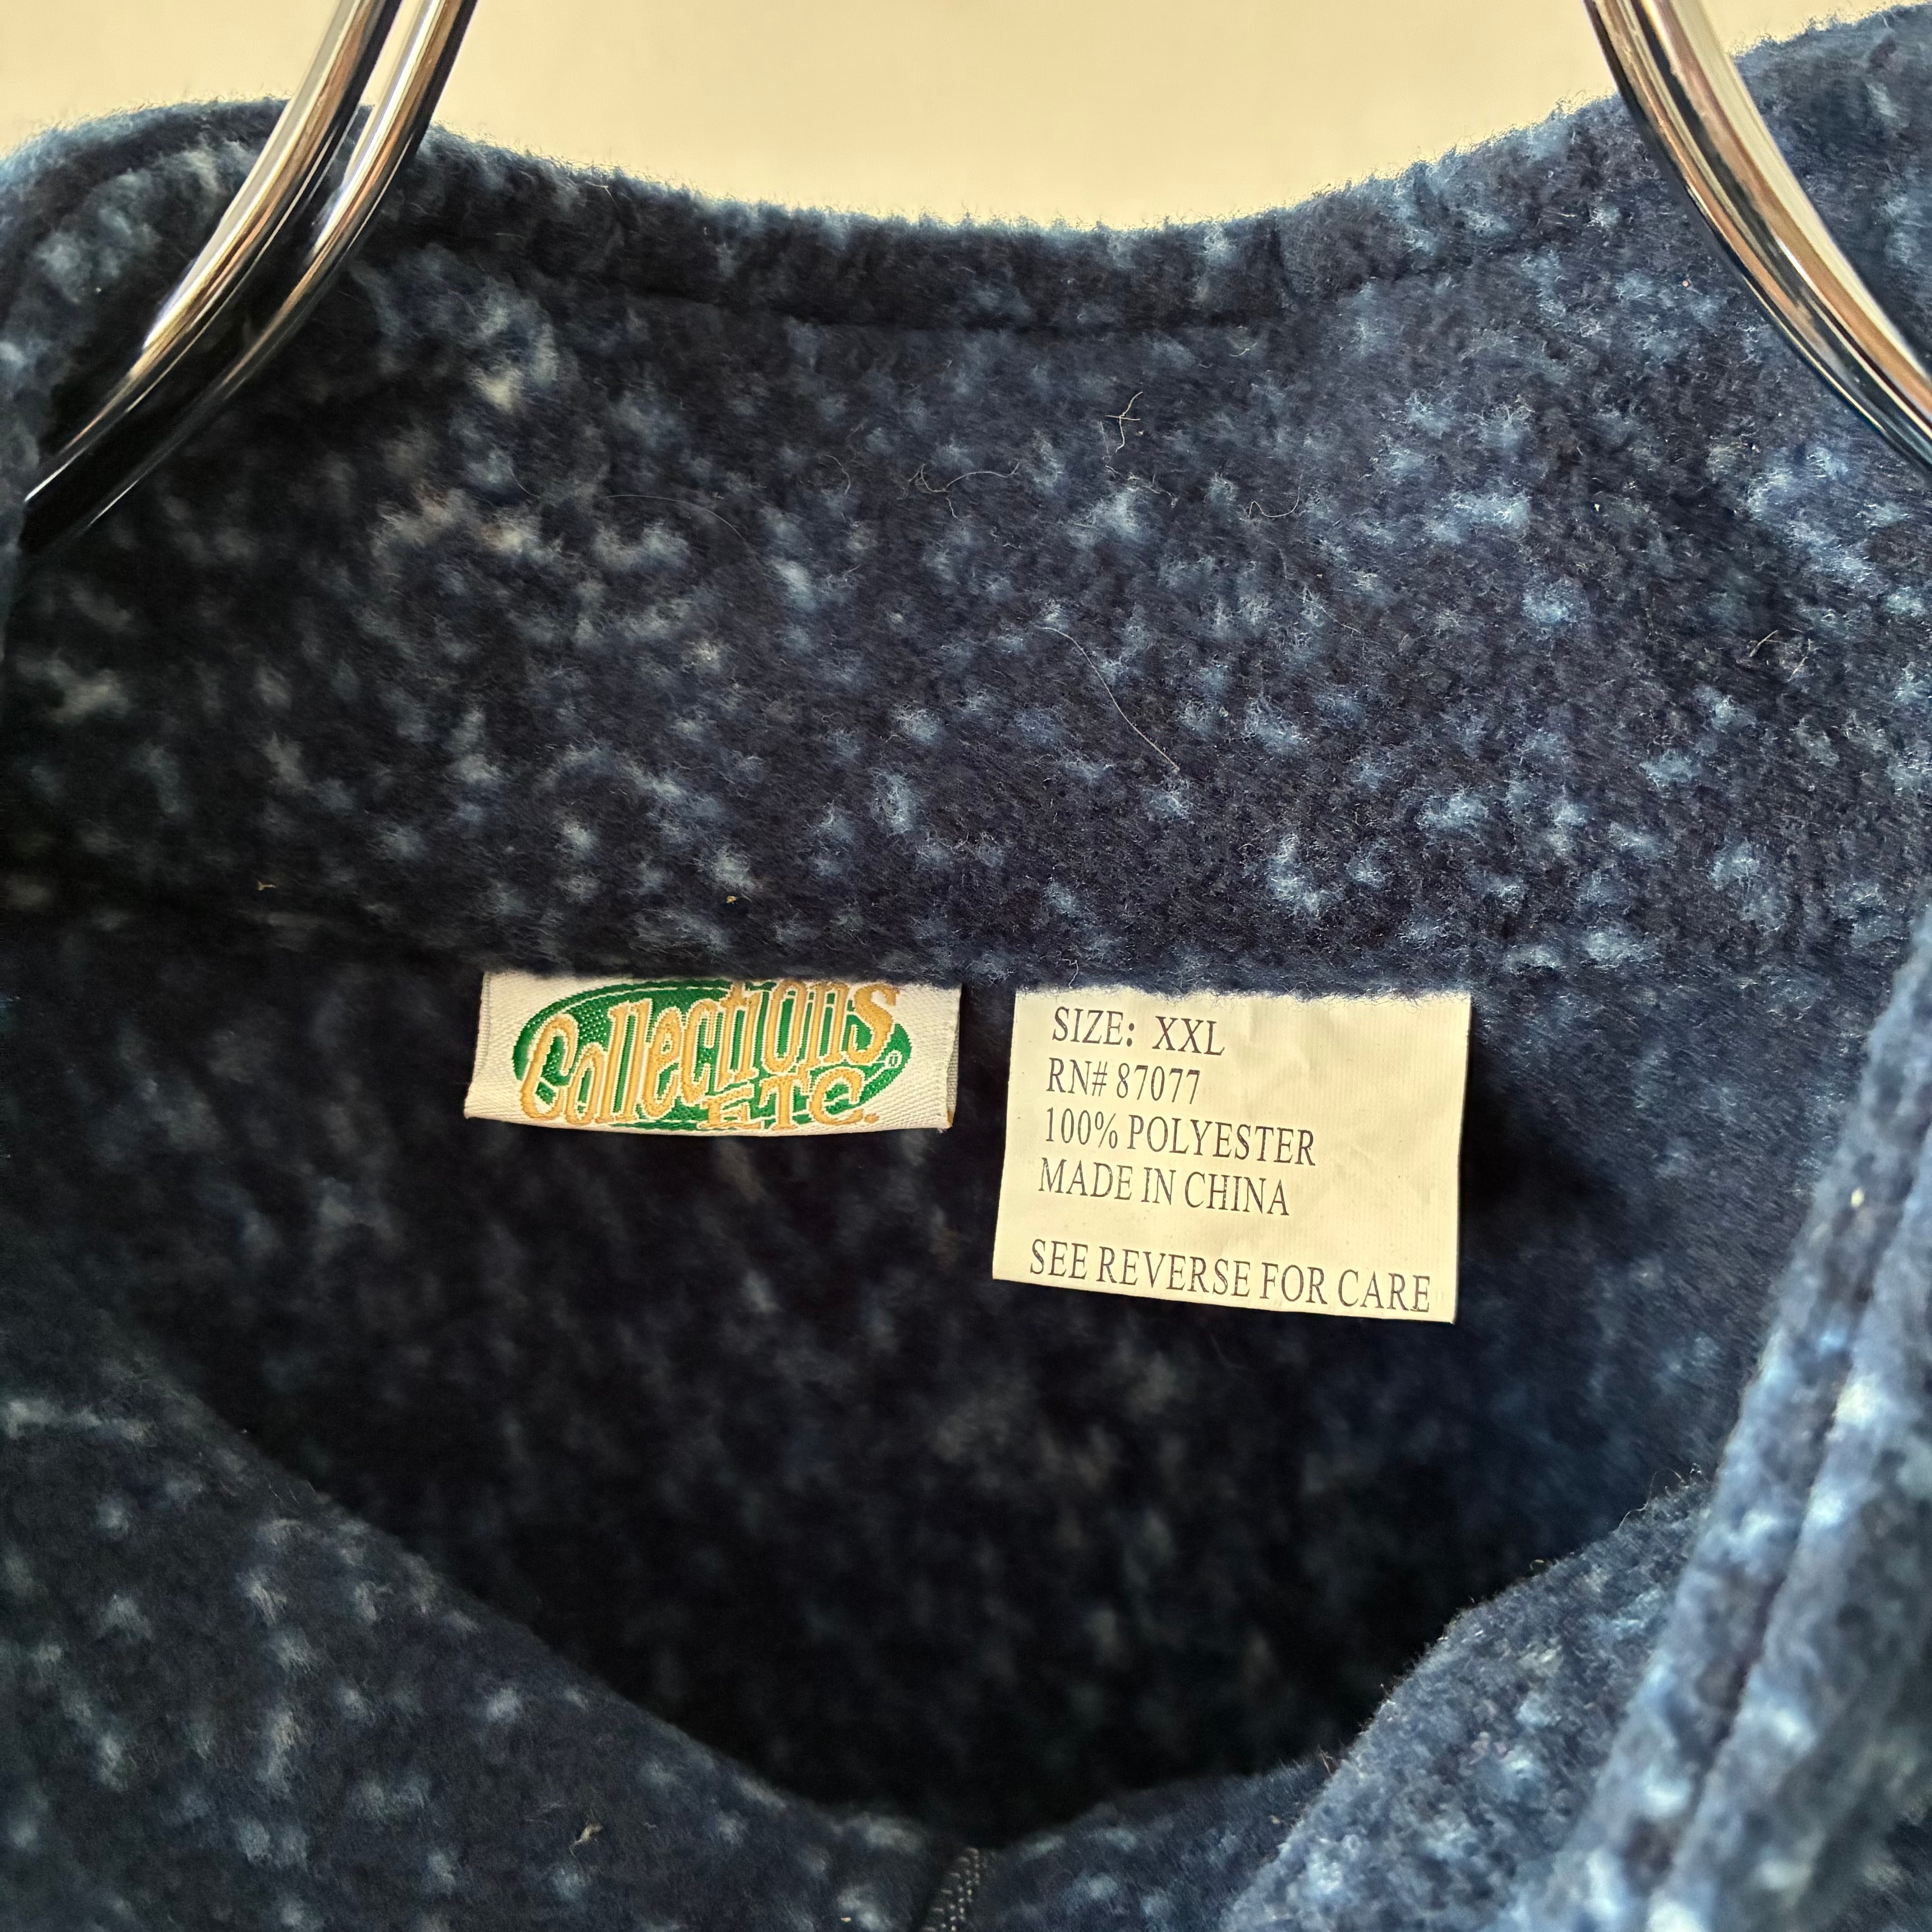 Collections
ETC.
SIZE: XXL
RN# 87077
100% POLYESTER
MADE IN CHINA
SEE REVERSE FOR CARE